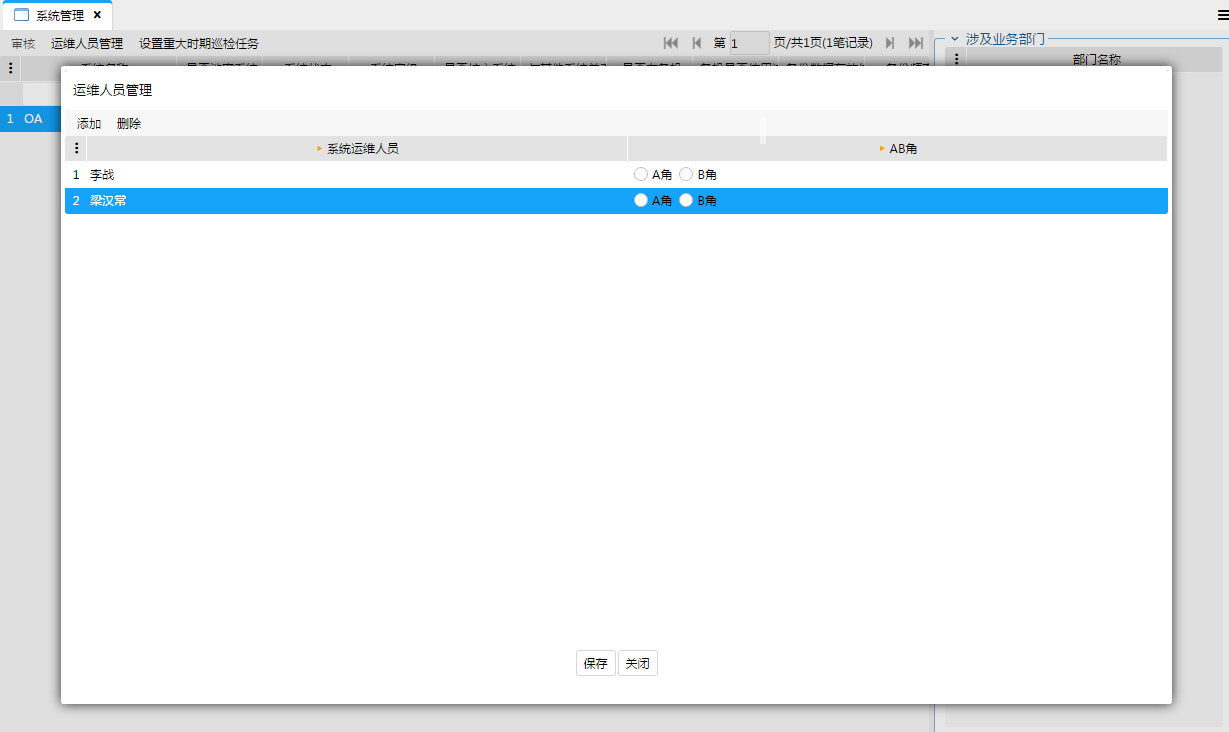 系统管理 x
审核 运维人员管理 设置重大时期巡检任务 第 1 页/共1页(1笔记录)
涉及业务部门
部门名称
1 OA
运维人员管理
添加 删除
系统运维人员 AB角
1 李战 A角 B角
2 梁汉常 A角 B角
保存 关闭